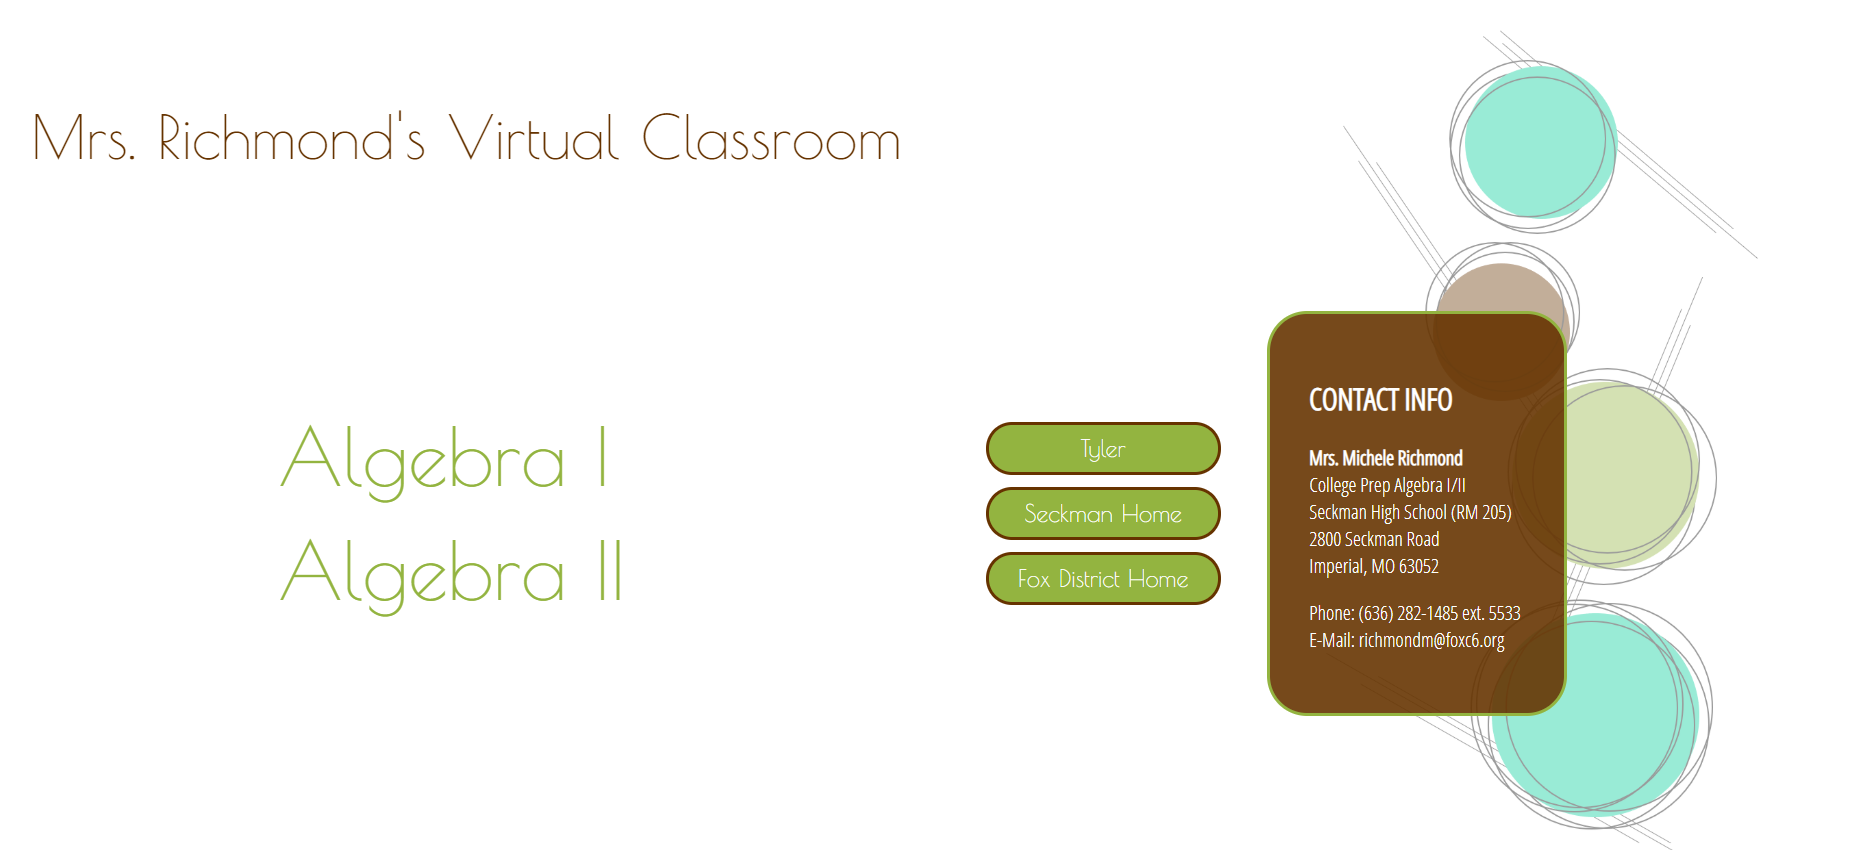 Mrs. Richmond's Virtual Classroom
Algebra I
Algebra II
Tyler
Seckman Home
Fox District Home
CONTACT INFO
Mrs. Michele Richmond
College Prep Algebra I/II
Seckman High School (RM 205)
2800 Seckman Road
Imperial, MO 63052
Phone: (636) 282-1485 ext. 5533
E-Mail: richmondm@foxc6.org